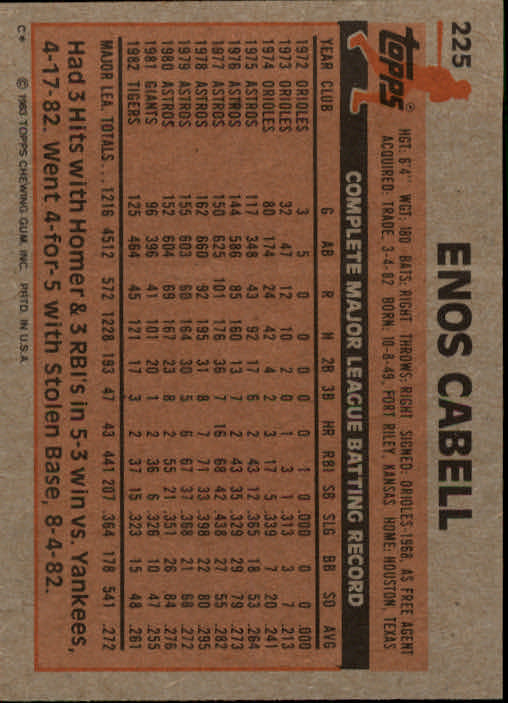 225
topps®
ENOS CABELL
HGT: 6'4" WGT: 180 BATS: RIGHT THROWS: RIGHT SIGNED: ORIOLES-1968, AS FREE AGENT
ACQUIRED: TRADE, 3-4-82 BORN: 10-8-49, FORT RILEY, KANSAS HOME: HOUSTON, TEXAS
COMPLETE MAJOR LEAGUE BATTING RECORD
YEAR CLUB G AB R H 2B 3B HR RBI SB SLG BB SO AVG
1972 ORIOLES 3 5 0 0 0 0 0 1 0 .000 0 0 .000
1973 ORIOLES 32 47 12 10 2 0 1 3 1 .313 3 7 .213
1974 ORIOLES 80 174 24 42 4 2 3 17 5 .339 7 20 .241
1975 ASTROS 117 348 43 92 17 6 2 43 12 .365 18 53 .264
1976 ASTROS 144 586 85 160 13 7 2 43 35 .329 29 79 .273
1977 ASTROS 150 625 101 176 36 7 16 68 42 .438 27 55 .282
1978 ASTROS 162 660 92 195 31 8 7 71 33 .398 22 80 .295
1979 ASTROS 155 603 60 164 30 5 6 67 37 .368 21 68 .272
1980 ASTROS 152 604 69 167 23 8 2 55 21 .351 26 84 .276
1981 GIANTS 96 396 41 101 20 1 2 36 6 .326 10 47 .255
1982 TIGERS 125 464 45 121 17 3 2 37 15 .323 15 48 .261
MAJOR LEA. TOTALS... 1216 4512 572 1228 183 47 43 441 207 .364 178 541 .272
Had 3 Hits with Homer & 3 RBI's in 5-3 win vs. Yankees,
4-17-82. Went 4-for-5 with Stolen Base, 8-4-82.
C* © 1983 TOPPS CHEWING GUM, INC. PRTD. IN U.S.A.